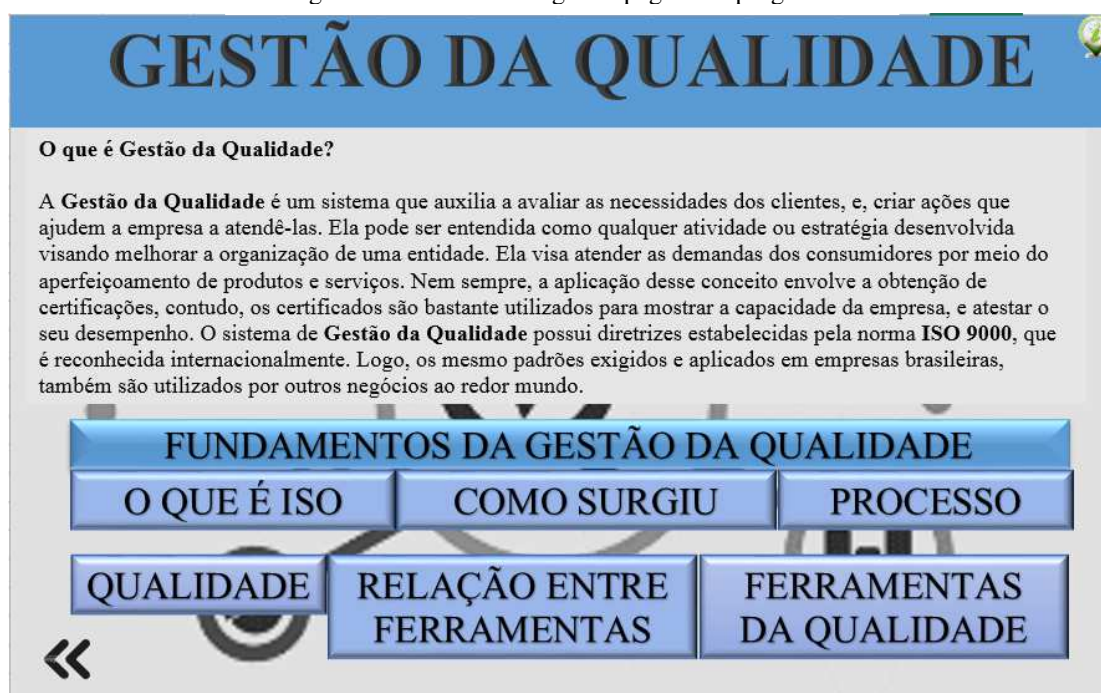 GESTÃO DA QUALIDADE
O que é Gestão da Qualidade?
A Gestão da Qualidade é um sistema que auxilia a avaliar as necessidades dos clientes, e, criar ações que
ajudem a empresa a atendê-las. Ela pode ser entendida como qualquer atividade ou estratégia desenvolvida
visando melhorar a organização de uma entidade. Ela visa atender as demandas dos consumidores por meio do
aperfeiçoamento de produtos e serviços. Nem sempre, a aplicação desse conceito envolve a obtenção de
certificações, contudo, os certificados são bastante utilizados para mostrar a capacidade da empresa, e atestar o
seu desempenho. O sistema de Gestão da Qualidade possui diretrizes estabelecidas pela norma ISO 9000, que
é reconhecida internacionalmente. Logo, os mesmo padrões exigidos e aplicados em empresas brasileiras,
também são utilizados por outros negócios ao redor mundo.
FUNDAMENTOS DA GESTÃO DA QUALIDADE
O QUE É ISO COMO SURGIU PROCESSO
QUALIDADE RELAÇÃO ENTRE FERRAMENTAS
FERRAMENTAS DA QUALIDADE